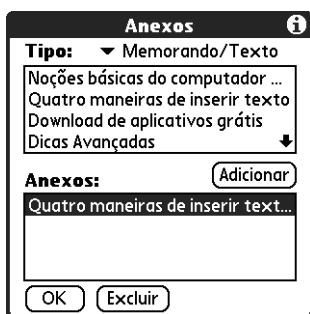 Anexos
Tipo: Memorando/Texto
Noções básicas do computador ...
Quatro maneiras de inserir texto
Download de aplicativos grátis
Dicas Avançadas
Anexos: Adicionar
Quatro maneiras de inserir text...
OK Excluir